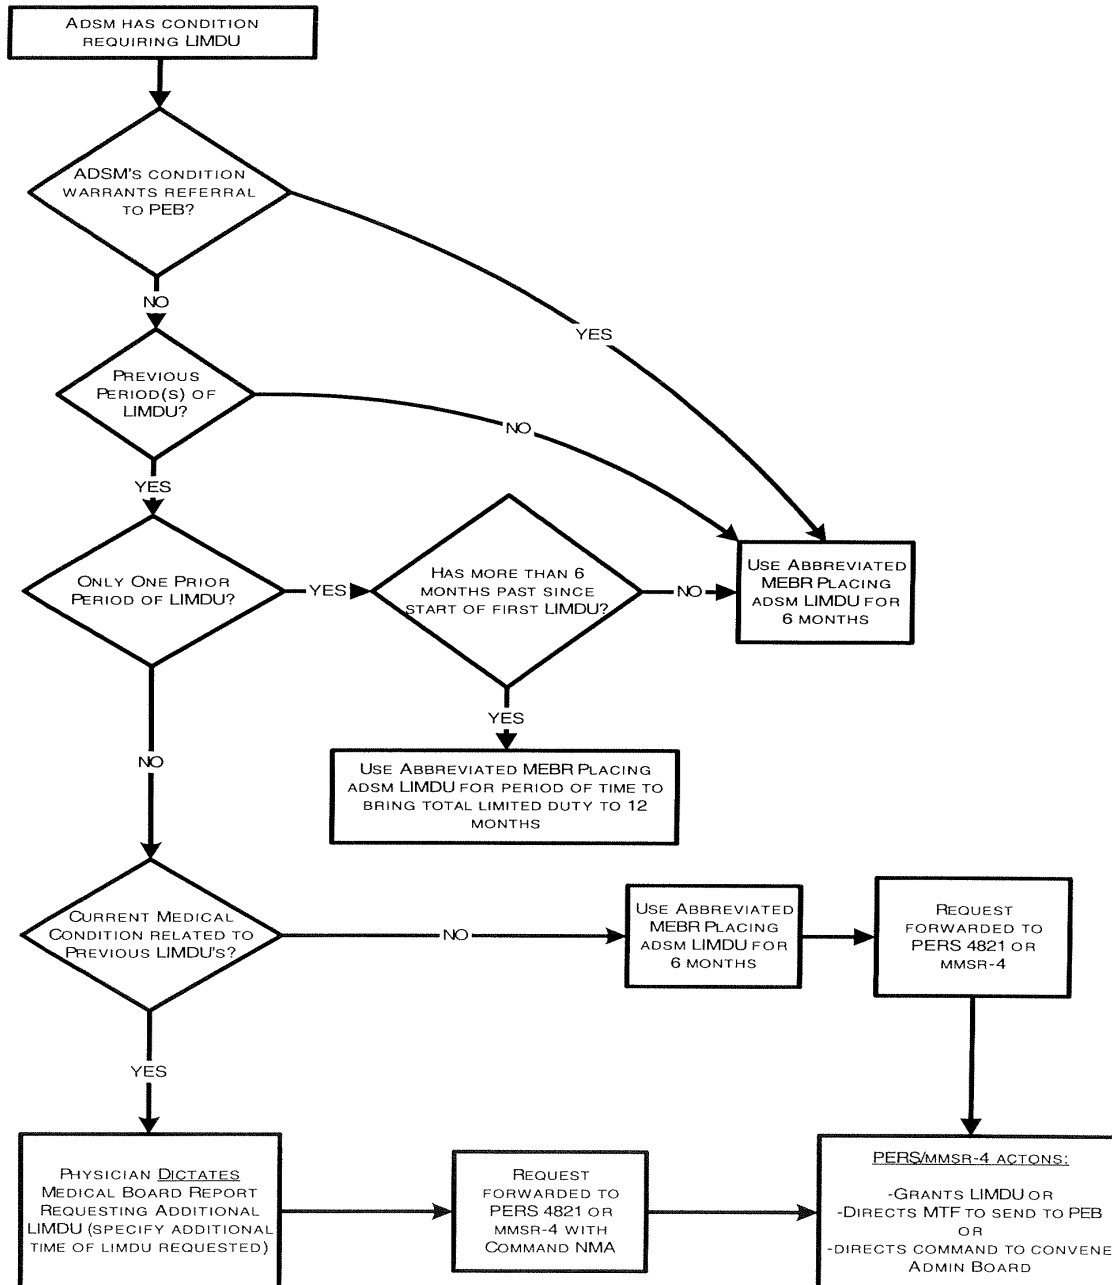 ADSM HAS CONDITION
REQUIRING LIMDU
ADSM'S CONDITION
WARRANTS REFERRAL
TO PEB?
NO
YES
PREVIOUS
PERIOD(S) OF
LIMDU?
NO
YES
ONLY ONE PRIOR
PERIOD OF LIMDU?
YES
HAS MORE THAN 6
MONTHS PAST SINCE
START OF FIRST LIMDU?
NO
USE ABBREVIATED
MEBR PLACING
ADSM LIMDU FOR
6 MONTHS
YES
NO
USE ABBREVIATED MEBR PLACING
ADSM LIMDU FOR PERIOD OF TIME TO
BRING TOTAL LIMITED DUTY TO 12
MONTHS
CURRENT MEDICAL
CONDITION RELATED TO
PREVIOUS LIMDU'S?
NO
USE ABBREVIATED
MEBR PLACING
ADSM LIMDU FOR
6 MONTHS
REQUEST
FORWARDED TO
PERS 4821 OR
MMSR-4
YES
PHYSICIAN DICTATES
MEDICAL BOARD REPORT
REQUESTING ADDITIONAL
LIMDU (SPECIFY ADDITIONAL
TIME OF LIMDU REQUESTED)
REQUEST
FORWARDED TO
PERS 4821 OR
MMSR-4 WITH
COMMAND NMA
PERS/MMSR-4 ACTONS:
-GRANTS LIMDU OR
-DIRECTS MTF TO SEND TO PEB
OR
-DIRECTS COMMAND TO CONVENE
ADMIN BOARD